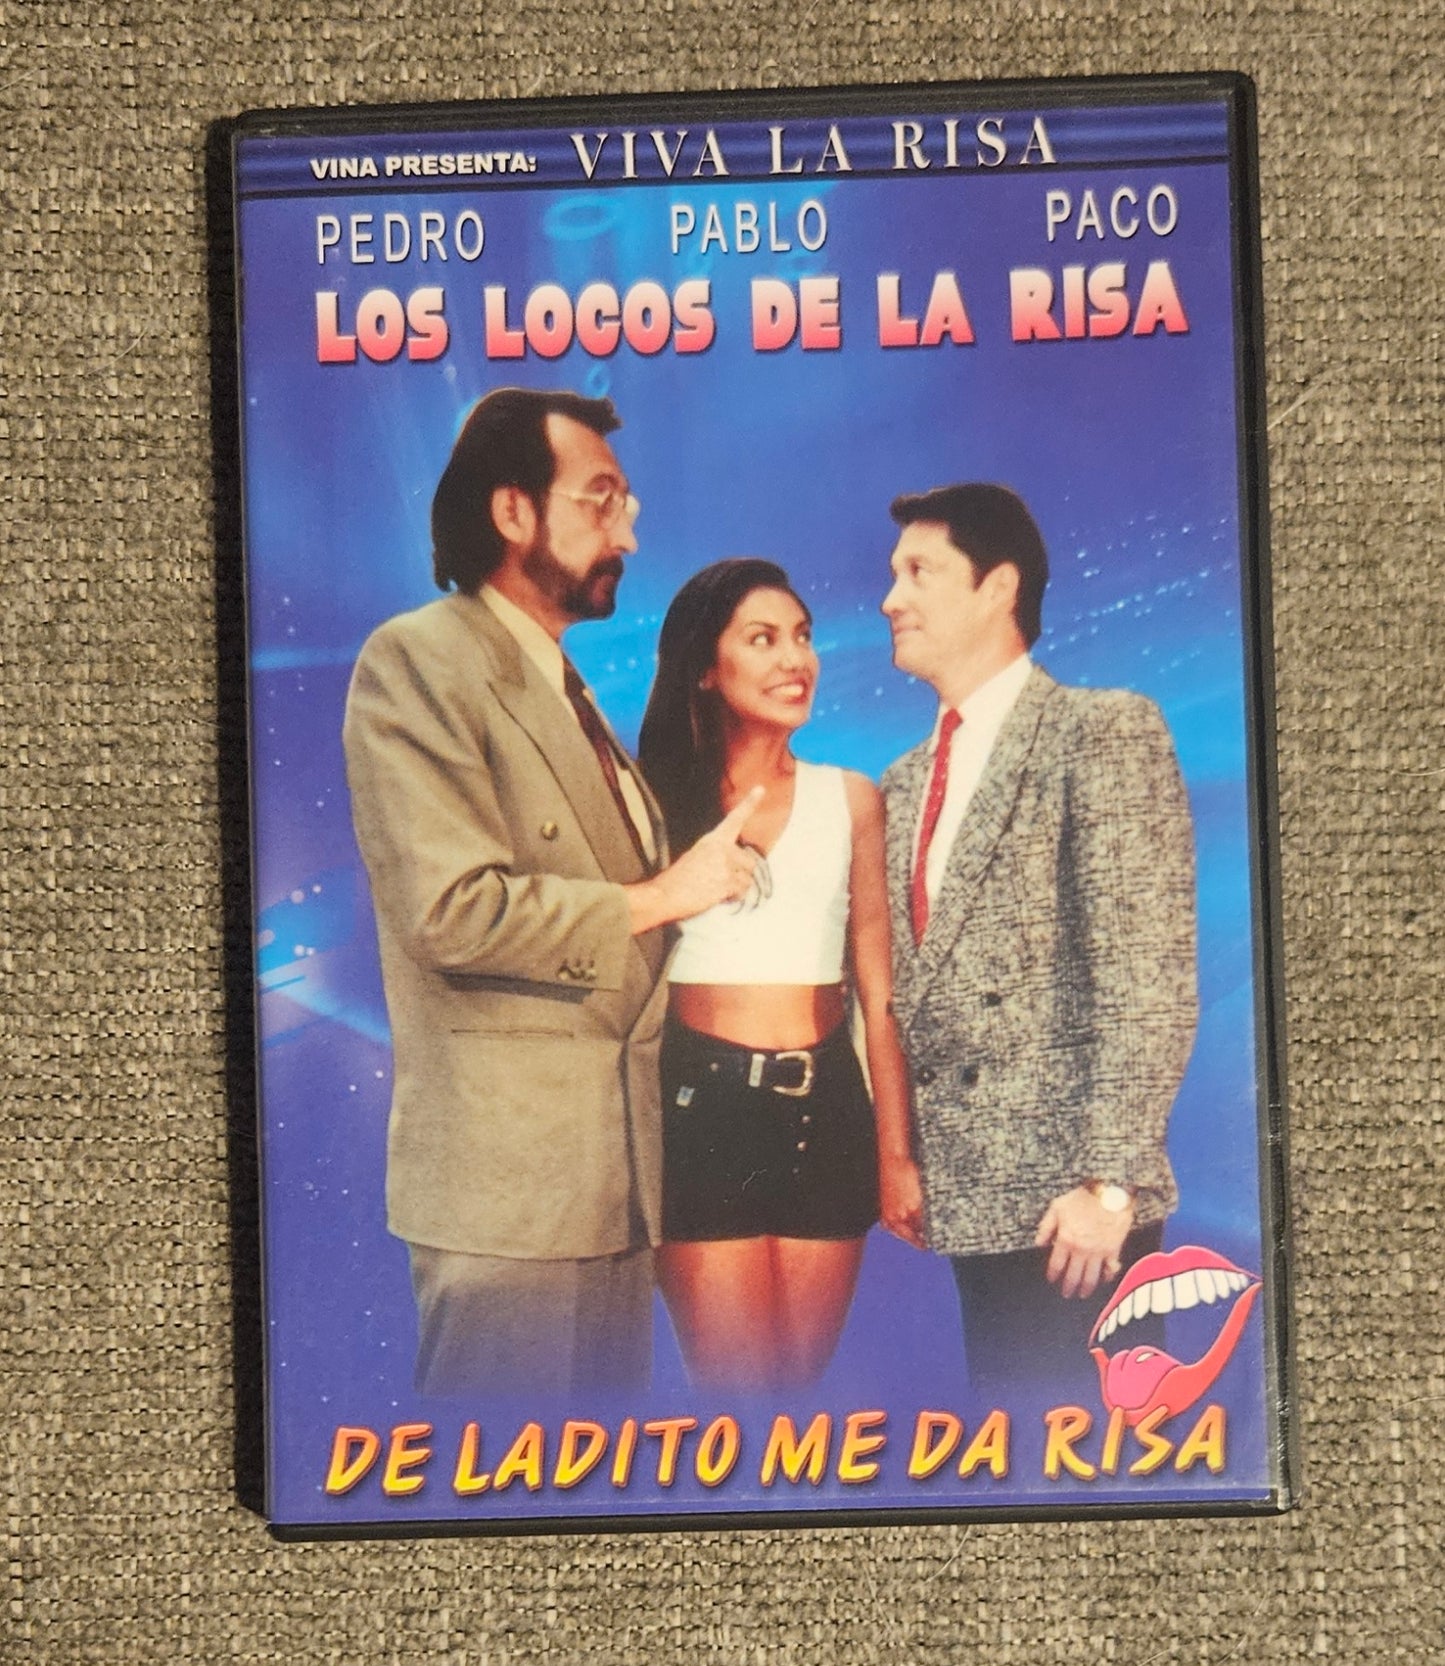 VINA PRESENTA: VIVA LA RISA
PEDRO PABLO PACO
LOS LOCOS DE LA RISA
DE LADITO ME DA RISA